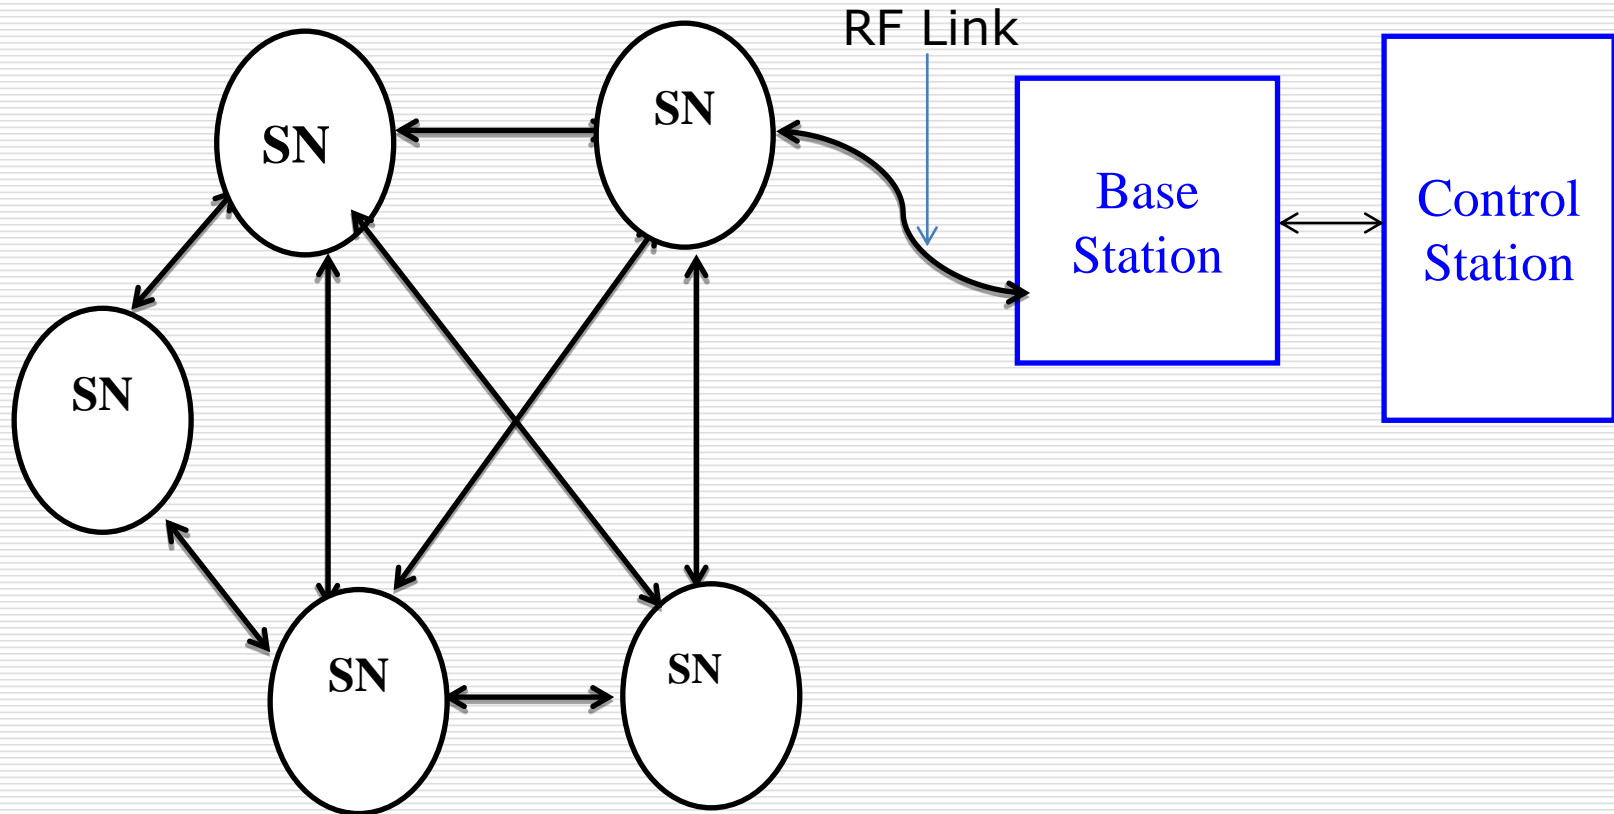 RF Link
SN
SN
Base
Station
Control
Station
SN
SN
SN